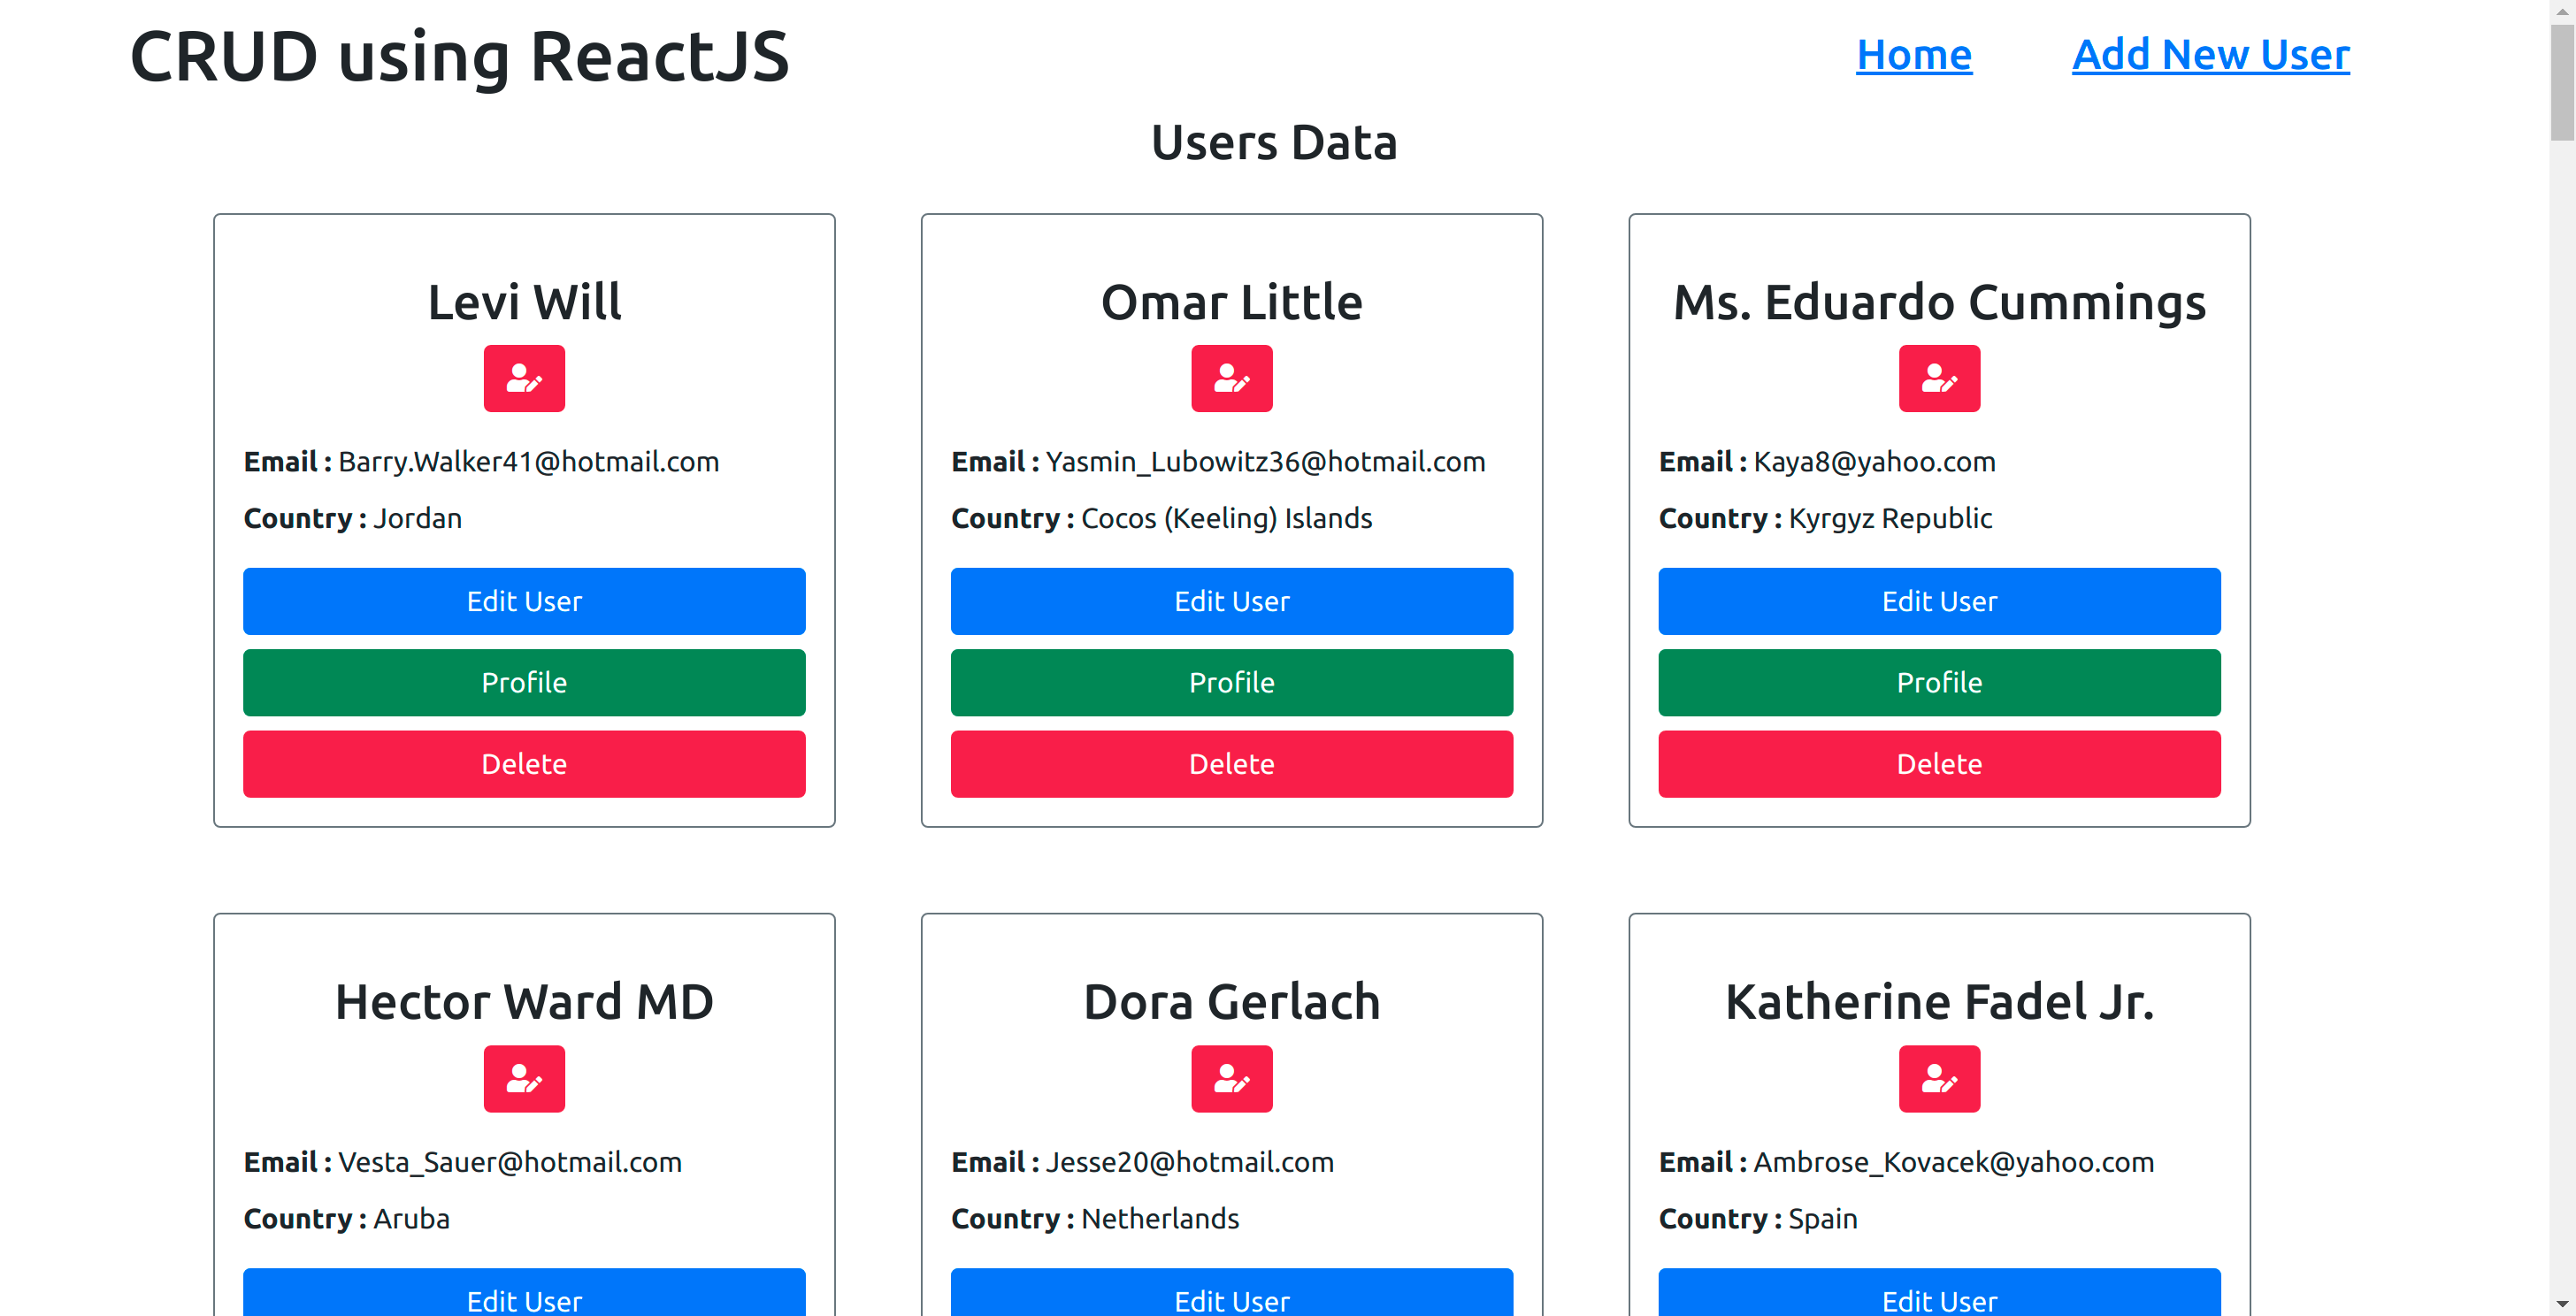 CRUD using ReactJS
Home
Add New User
Users Data
Levi Will
Email : Barry.Walker41@hotmail.com
Country : Jordan
Edit User
Profile
Delete
Omar Little
Email : Yasmin_Lubowitz36@hotmail.com
Country : Cocos (Keeling) Islands
Edit User
Profile
Delete
Ms. Eduardo Cummings
Email : Kaya8@yahoo.com
Country : Kyrgyz Republic
Edit User
Profile
Delete
Hector Ward MD
Email : Vesta_Sauer@hotmail.com
Country : Aruba
Edit User
Dora Gerlach
Email : Jesse20@hotmail.com
Country : Netherlands
Edit User
Katherine Fadel Jr.
Email : Ambrose_Kovacek@yahoo.com
Country : Spain
Edit User